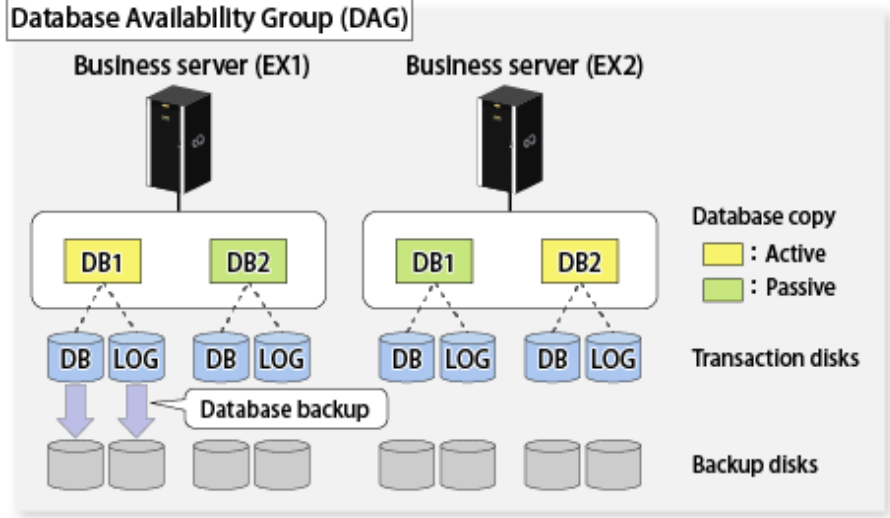 Database Availability Group (DAG)
Business server (EX1)
Business server (EX2)
DB1
DB2
DB1
DB2
Database copy
: Active
: Passive
DB
LOG
DB
LOG
DB
LOG
DB
LOG
Transaction disks
Database backup
Backup disks